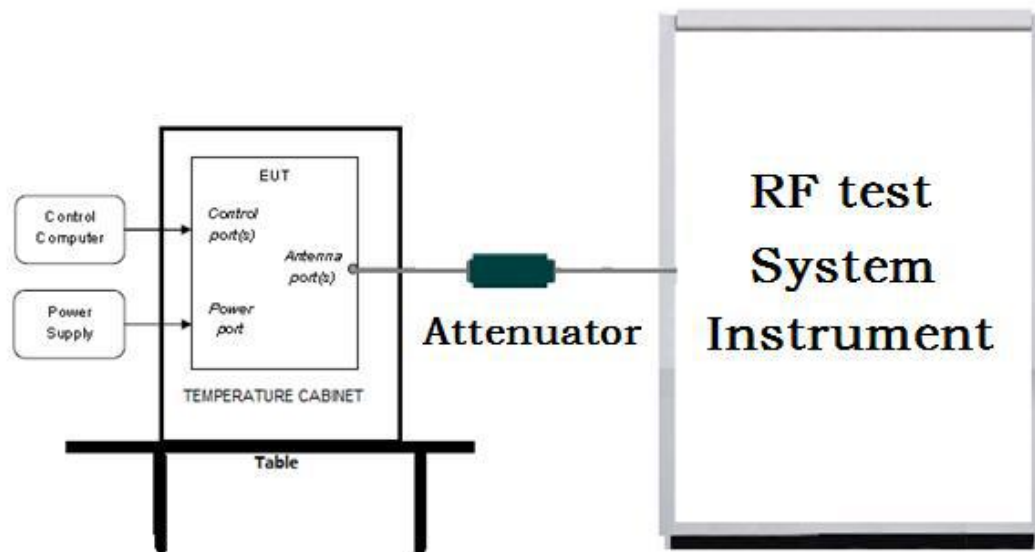 Control
Computer
Power
Supply
EUT
Control
port(s)
Antenna
port(s)
Power
port
TEMPERATURE CABINET
Table
Attenuator
RF test
System
Instrument